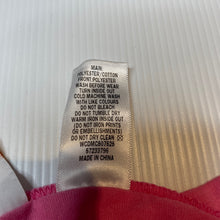 MAIN:
POLYESTER/COTTON
FRONT:POLYESTER
WASH BEFORE WEAR
TURN INSIDE OUT
COLD MACHINE WASH
WITH LIKE COLOURS
DO NOT BLEACH
DO NOT TUMBLE DRY
WARM IRON INSIDE OUT
(DO NOT IRON PRINTS
OR EMBELLISHMENTS)
DO NOT DRY CLEAN
WCDMC807625
57233796
MADE IN CHINA